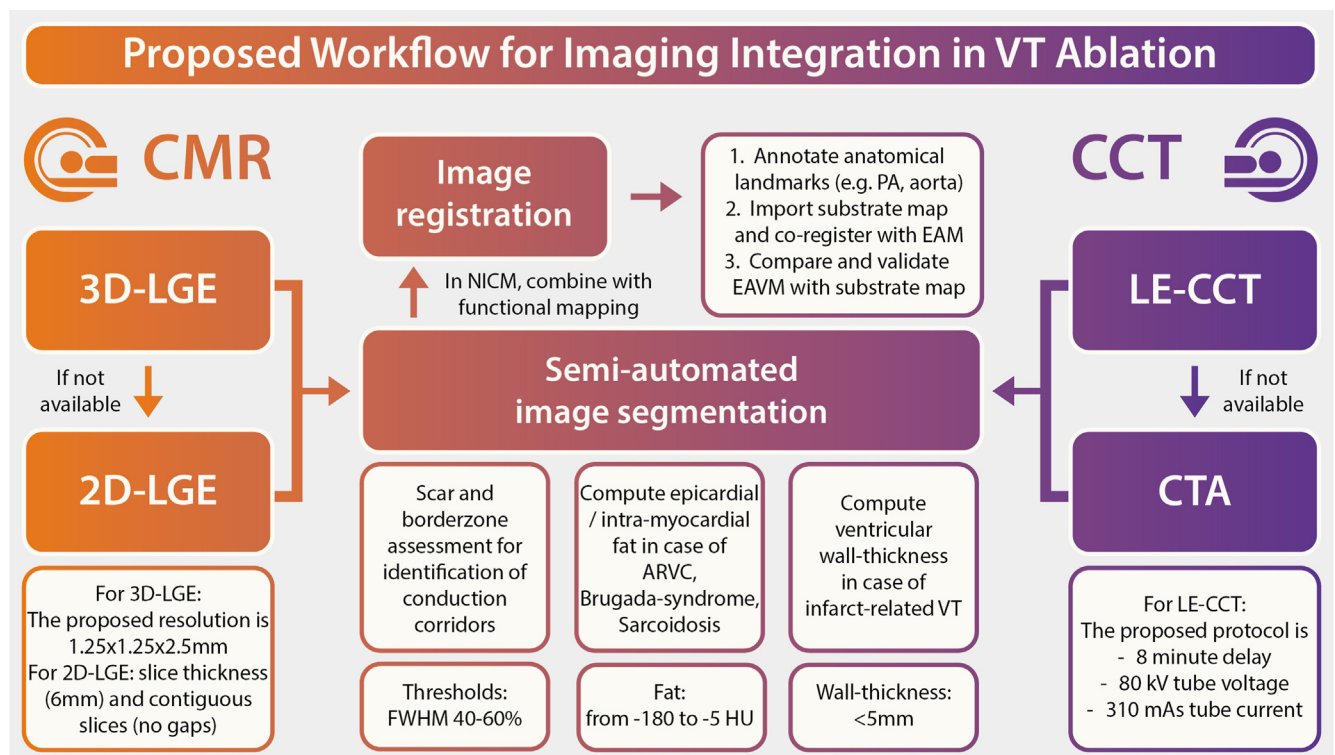 Proposed Workflow for Imaging Integration in VT Ablation
CMR
3D-LGE
If not
available
2D-LGE
For 3D-LGE:
The proposed resolution is
1.25x1.25x2.5mm
For 2D-LGE: slice thickness
(6mm) and contiguous
slices (no gaps)
Image
registration
1. Annotate anatomical
landmarks (e.g. PA, aorta)
2. Import substrate map
and co-register with EAM
3. Compare and validate
EAVM with substrate map
In NICM, combine with
functional mapping
Semi-automated
image segmentation
Scar and
borderzone
assessment for
identification of
conduction
corridors
Thresholds:
FWHM 40-60%
Compute epicardial
/ intra-myocardial
fat in case of
ARVC,
Brugada-syndrome,
Sarcoidosis
Fat:
from -180 to -5 HU
Compute
ventricular
wall-thickness
in case of
infarct-related VT
Wall-thickness:
<5mm
CCT
LE-CCT
If not
available
CTA
For LE-CCT:
The proposed protocol is
- 8 minute delay
- 80 kV tube voltage
- 310 mAs tube current